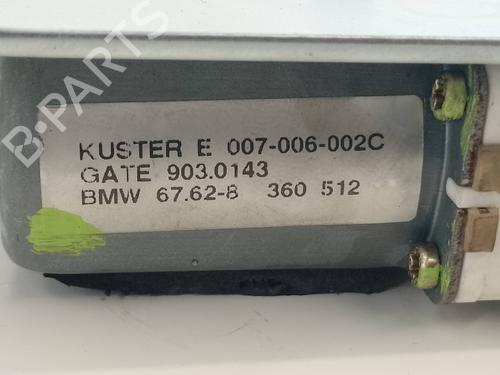 B-PARTS
KUSTER E 007-006-002C
GATE 903.0143
BMW 67.62-8 360 512